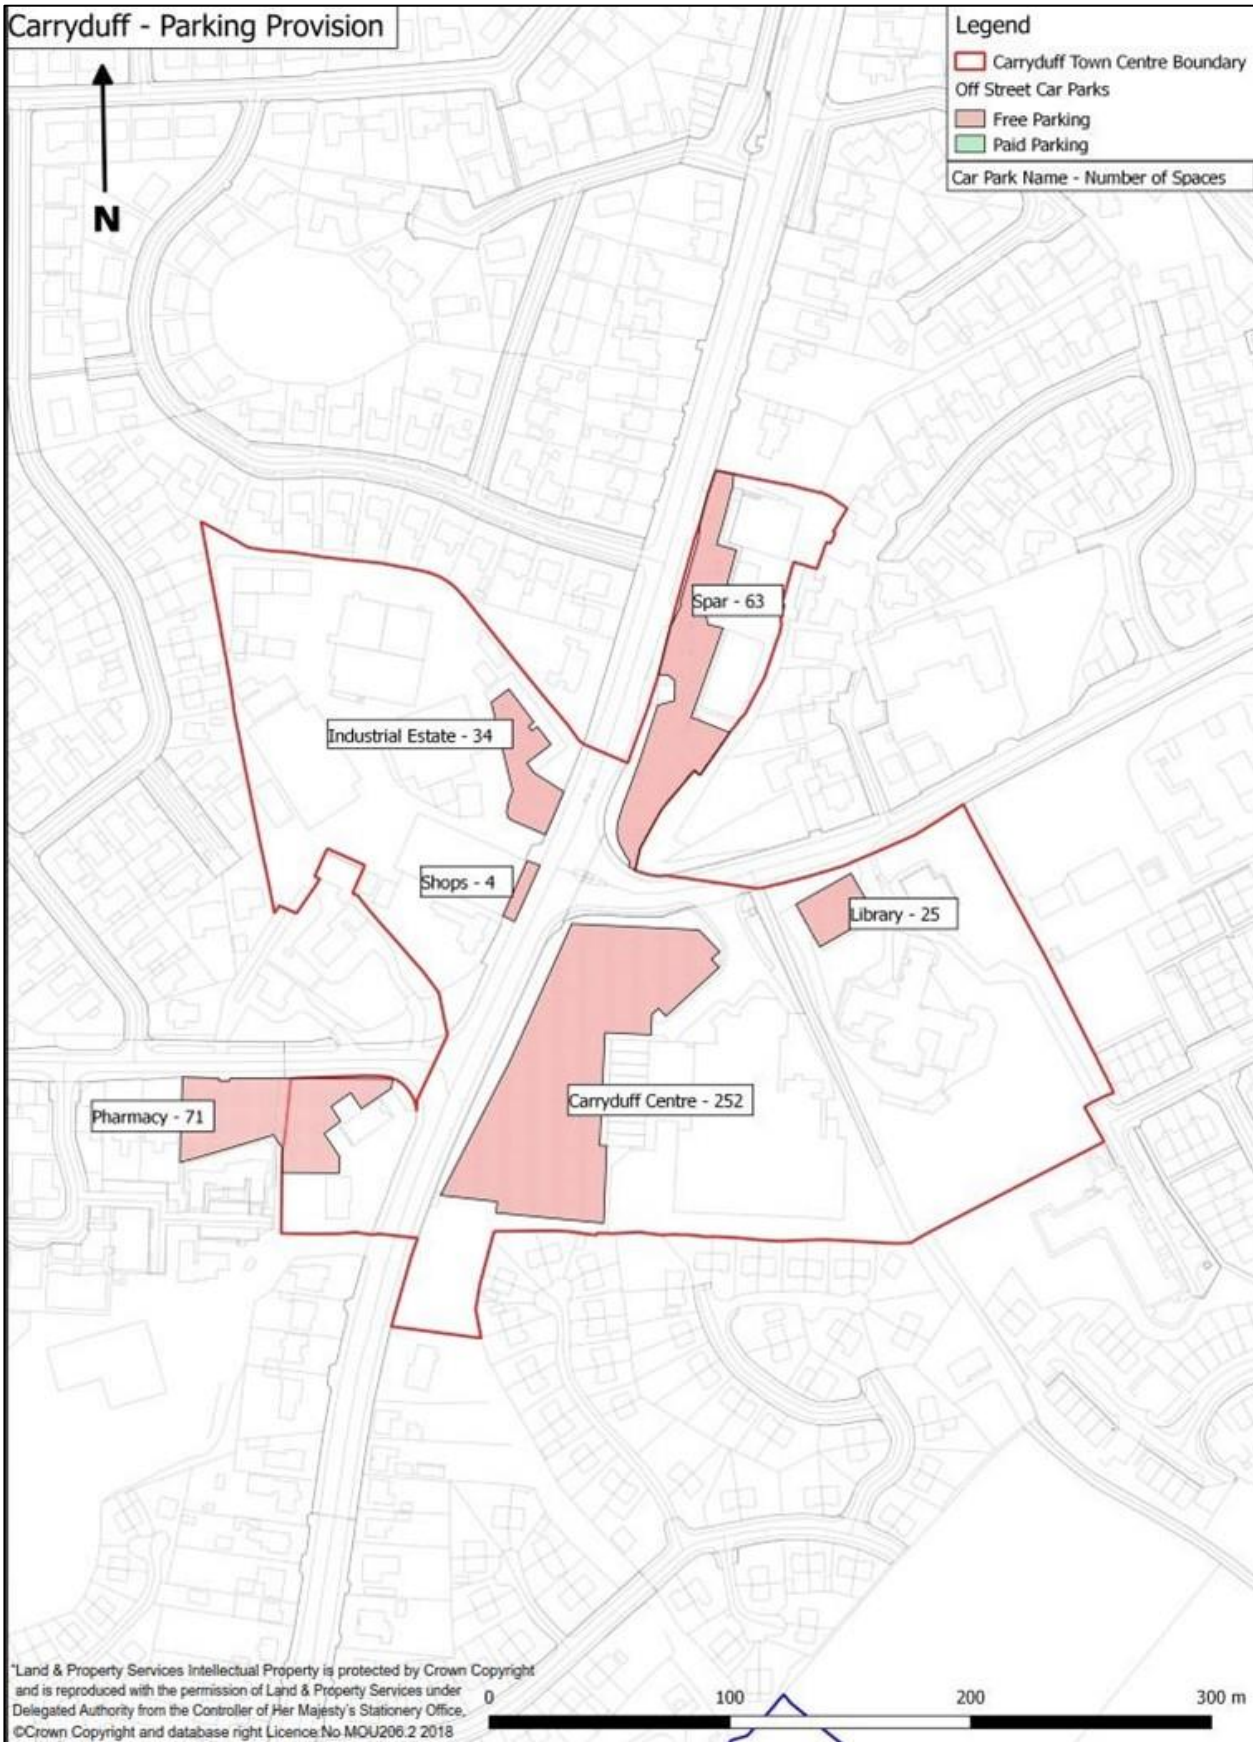 Carryduff - Parking Provision
N
Legend
Carryduff Town Centre Boundary
Off Street Car Parks
Free Parking
Paid Parking
Car Park Name - Number of Spaces
Spar - 63
Industrial Estate - 34
Shops - 4
Library - 25
Carryduff Centre - 252
Pharmacy - 71
"Land & Property Services Intellectual Property is protected by Crown Copyright
and is reproduced with the permission of Land & Property Services under
Delegated Authority from the Controller of Her Majesty's Stationery Office,
©Crown Copyright and database right Licence No MOU206.2 2018
0 100 200 300 m